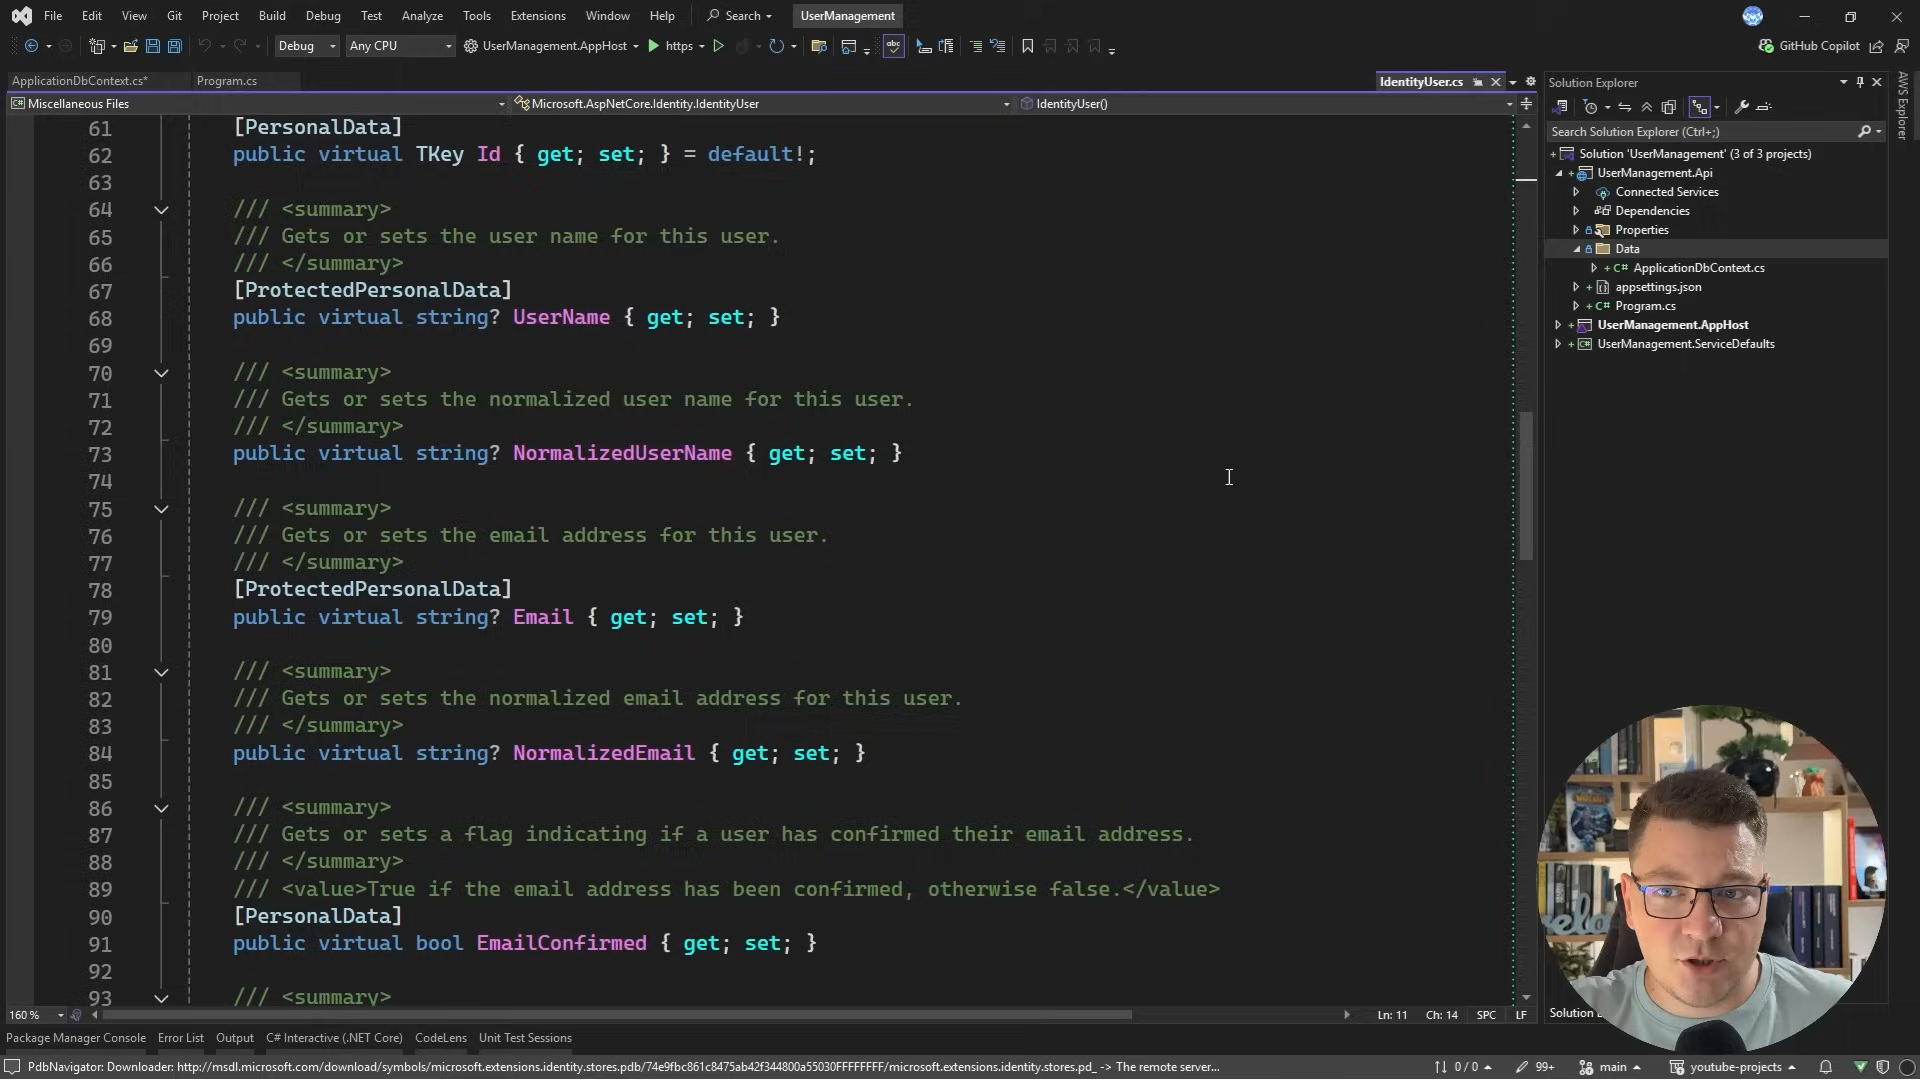 File Edit View Git Project Build Debug Test Analyze Tools Extensions Window Help Search UserManagement
Debug Any CPU UserManagement.AppHost https GitHub Copilot
ApplicationDbContext.cs* Program.cs IdentityUser.cs
Miscellaneous Files Microsoft.AspNetCore.Identity.IdentityUser IdentityUser()
61 [PersonalData]
62 public virtual TKey Id { get; set; } = default!;
63
64 /// <summary>
65 /// Gets or sets the user name for this user.
66 /// </summary>
67 [ProtectedPersonalData]
68 public virtual string? UserName { get; set; }
69
70 /// <summary>
71 /// Gets or sets the normalized user name for this user.
72 /// </summary>
73 public virtual string? NormalizedUserName { get; set; }
74
75 /// <summary>
76 /// Gets or sets the email address for this user.
77 /// </summary>
78 [ProtectedPersonalData]
79 public virtual string? Email { get; set; }
80
81 /// <summary>
82 /// Gets or sets the normalized email address for this user.
83 /// </summary>
84 public virtual string? NormalizedEmail { get; set; }
85
86 /// <summary>
87 /// Gets or sets a flag indicating if a user has confirmed their email address.
88 /// </summary>
89 /// <value>True if the email address has been confirmed, otherwise false.</value>
90 [PersonalData]
91 public virtual bool EmailConfirmed { get; set; }
92
93 /// <summary>
160 % Ln: 11 Ch: 14 SPC LF
Solution Explorer
Search Solution Explorer (Ctrl+;)
Solution 'UserManagement' (3 of 3 projects)
UserManagement.Api
Connected Services
Dependencies
Properties
Data
C# ApplicationDbContext.cs
appsettings.json
C# Program.cs
UserManagement.AppHost
UserManagement.ServiceDefaults
AWS Explorer
Solution
Package Manager Console Error List Output C# Interactive (.NET Core) CodeLens Unit Test Sessions
PdbNavigator: Downloader: http://msdl.microsoft.com/download/symbols/microsoft.extensions.identity.stores.pdb/74e9fbc861c8475ab42f344800a55030FFFFFFFF/microsoft.extensions.identity.stores.pd_ -> The remote server... 0 / 0 99+ main youtube-projects